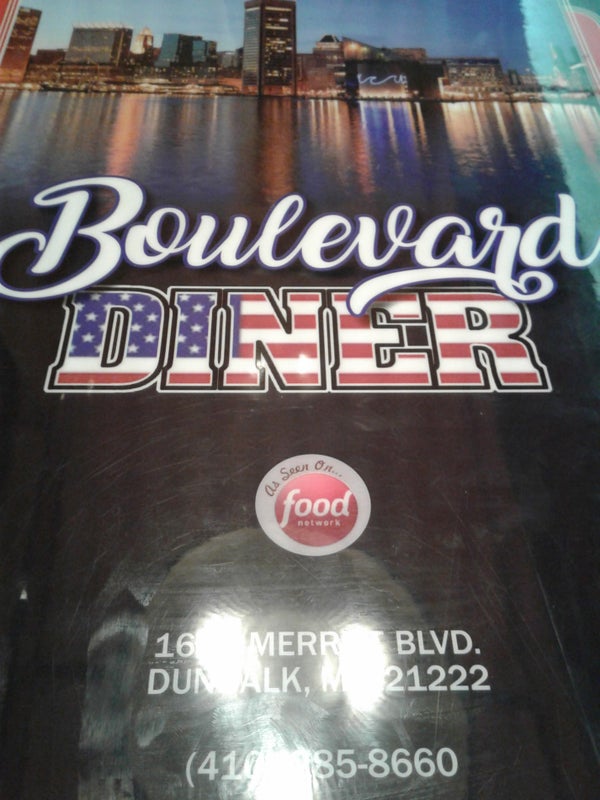 Boulevard
DINER
As Seen On...
food
network
BLVD.
21222